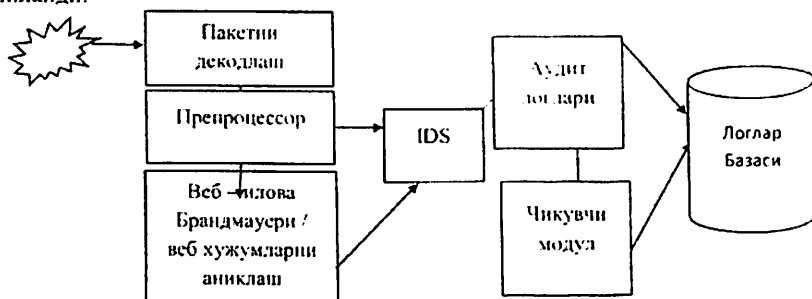 Пакетни
декодлаш
Препроцессор
Веб – илова
Брандмауери /
веб хужумларни
аниклаш
IDS
Аудит
логлари
Чикувчи
модул
Логлар
Базаси